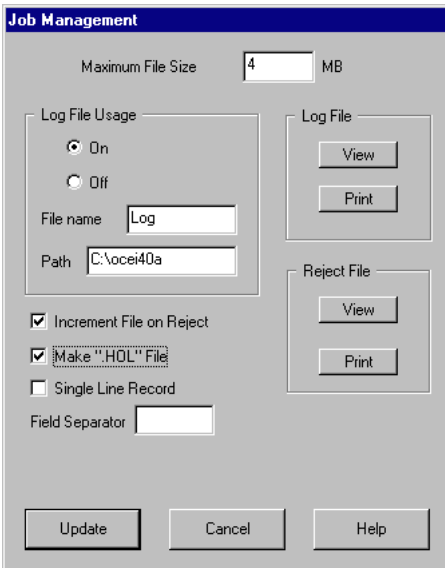 Job Management
Maximum File Size 4 MB
Log File Usage
On
Off
File name Log
Path C:\ocei40a
Log File
View
Print
Reject File
View
Print
Increment File on Reject
Make ".HOL" File
Single Line Record
Field Separator
Update Cancel Help